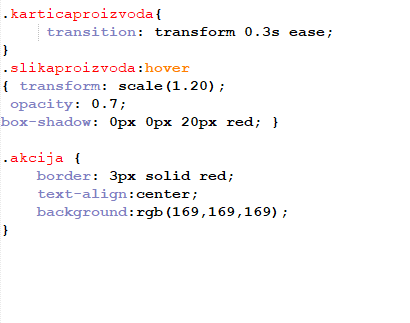 .karticaproizvoda{
transition: transform 0.3s ease;
}
.slikaproizvoda:hover
{ transform: scale(1.20);
opacity: 0.7;
box-shadow: 0px 0px 20px red; }
.akcija {
border: 3px solid red;
text-align:center;
background:rgb(169,169,169);
}